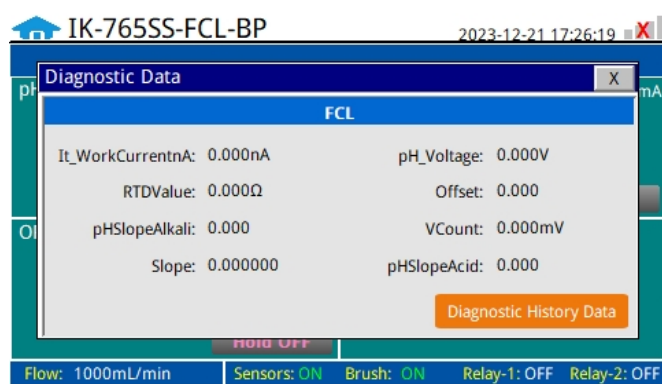 IK-765SS-FCL-BP 2023-12-21 17:26:19 X
Diagnostic Data X
pH mA
FCL
It_WorkCurrentnA: 0.000nA pH_Voltage: 0.000V
RTDValue: 0.000Ω Offset: 0.000
pHSlopeAlkali: 0.000 VCount: 0.000mV
Slope: 0.000000 pHSlopeAcid: 0.000
Diagnostic History Data
Hold OFF
Flow: 1000mL/min Sensors: ON Brush: ON Relay-1: OFF Relay-2: OFF